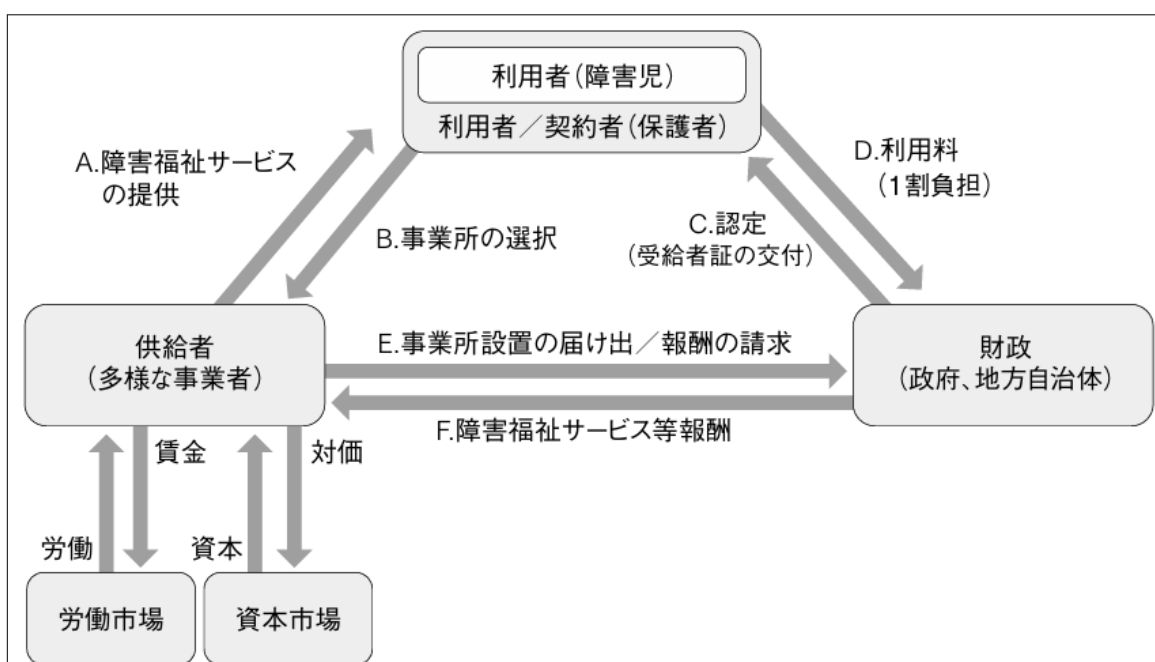 利用者(障害児)
利用者/契約者(保護者)
A.障害福祉サービス
の提供
B.事業所の選択
C.認定
(受給者証の交付)
D.利用料
(1割負担)
供給者
(多様な事業者)
E.事業所設置の届け出/報酬の請求
財政
(政府、地方自治体)
F.障害福祉サービス等報酬
賃金
対価
労働
資本
労働市場
資本市場